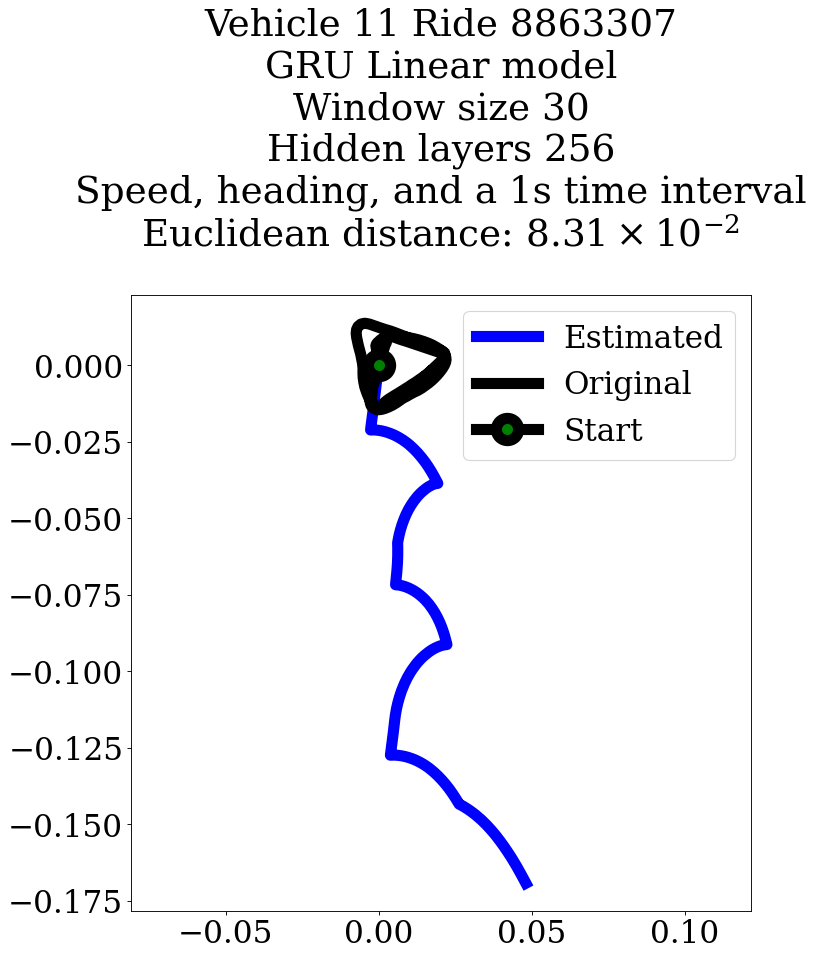 Vehicle 11 Ride 8863307
GRU Linear model
Window size 30
Hidden layers 256
Speed, heading, and a 1s time interval
Euclidean distance: 8.31 × 10⁻²
Estimated
Original
Start
0.000
−0.025
−0.050
−0.075
−0.100
−0.125
−0.150
−0.175
−0.05 0.00 0.05 0.10